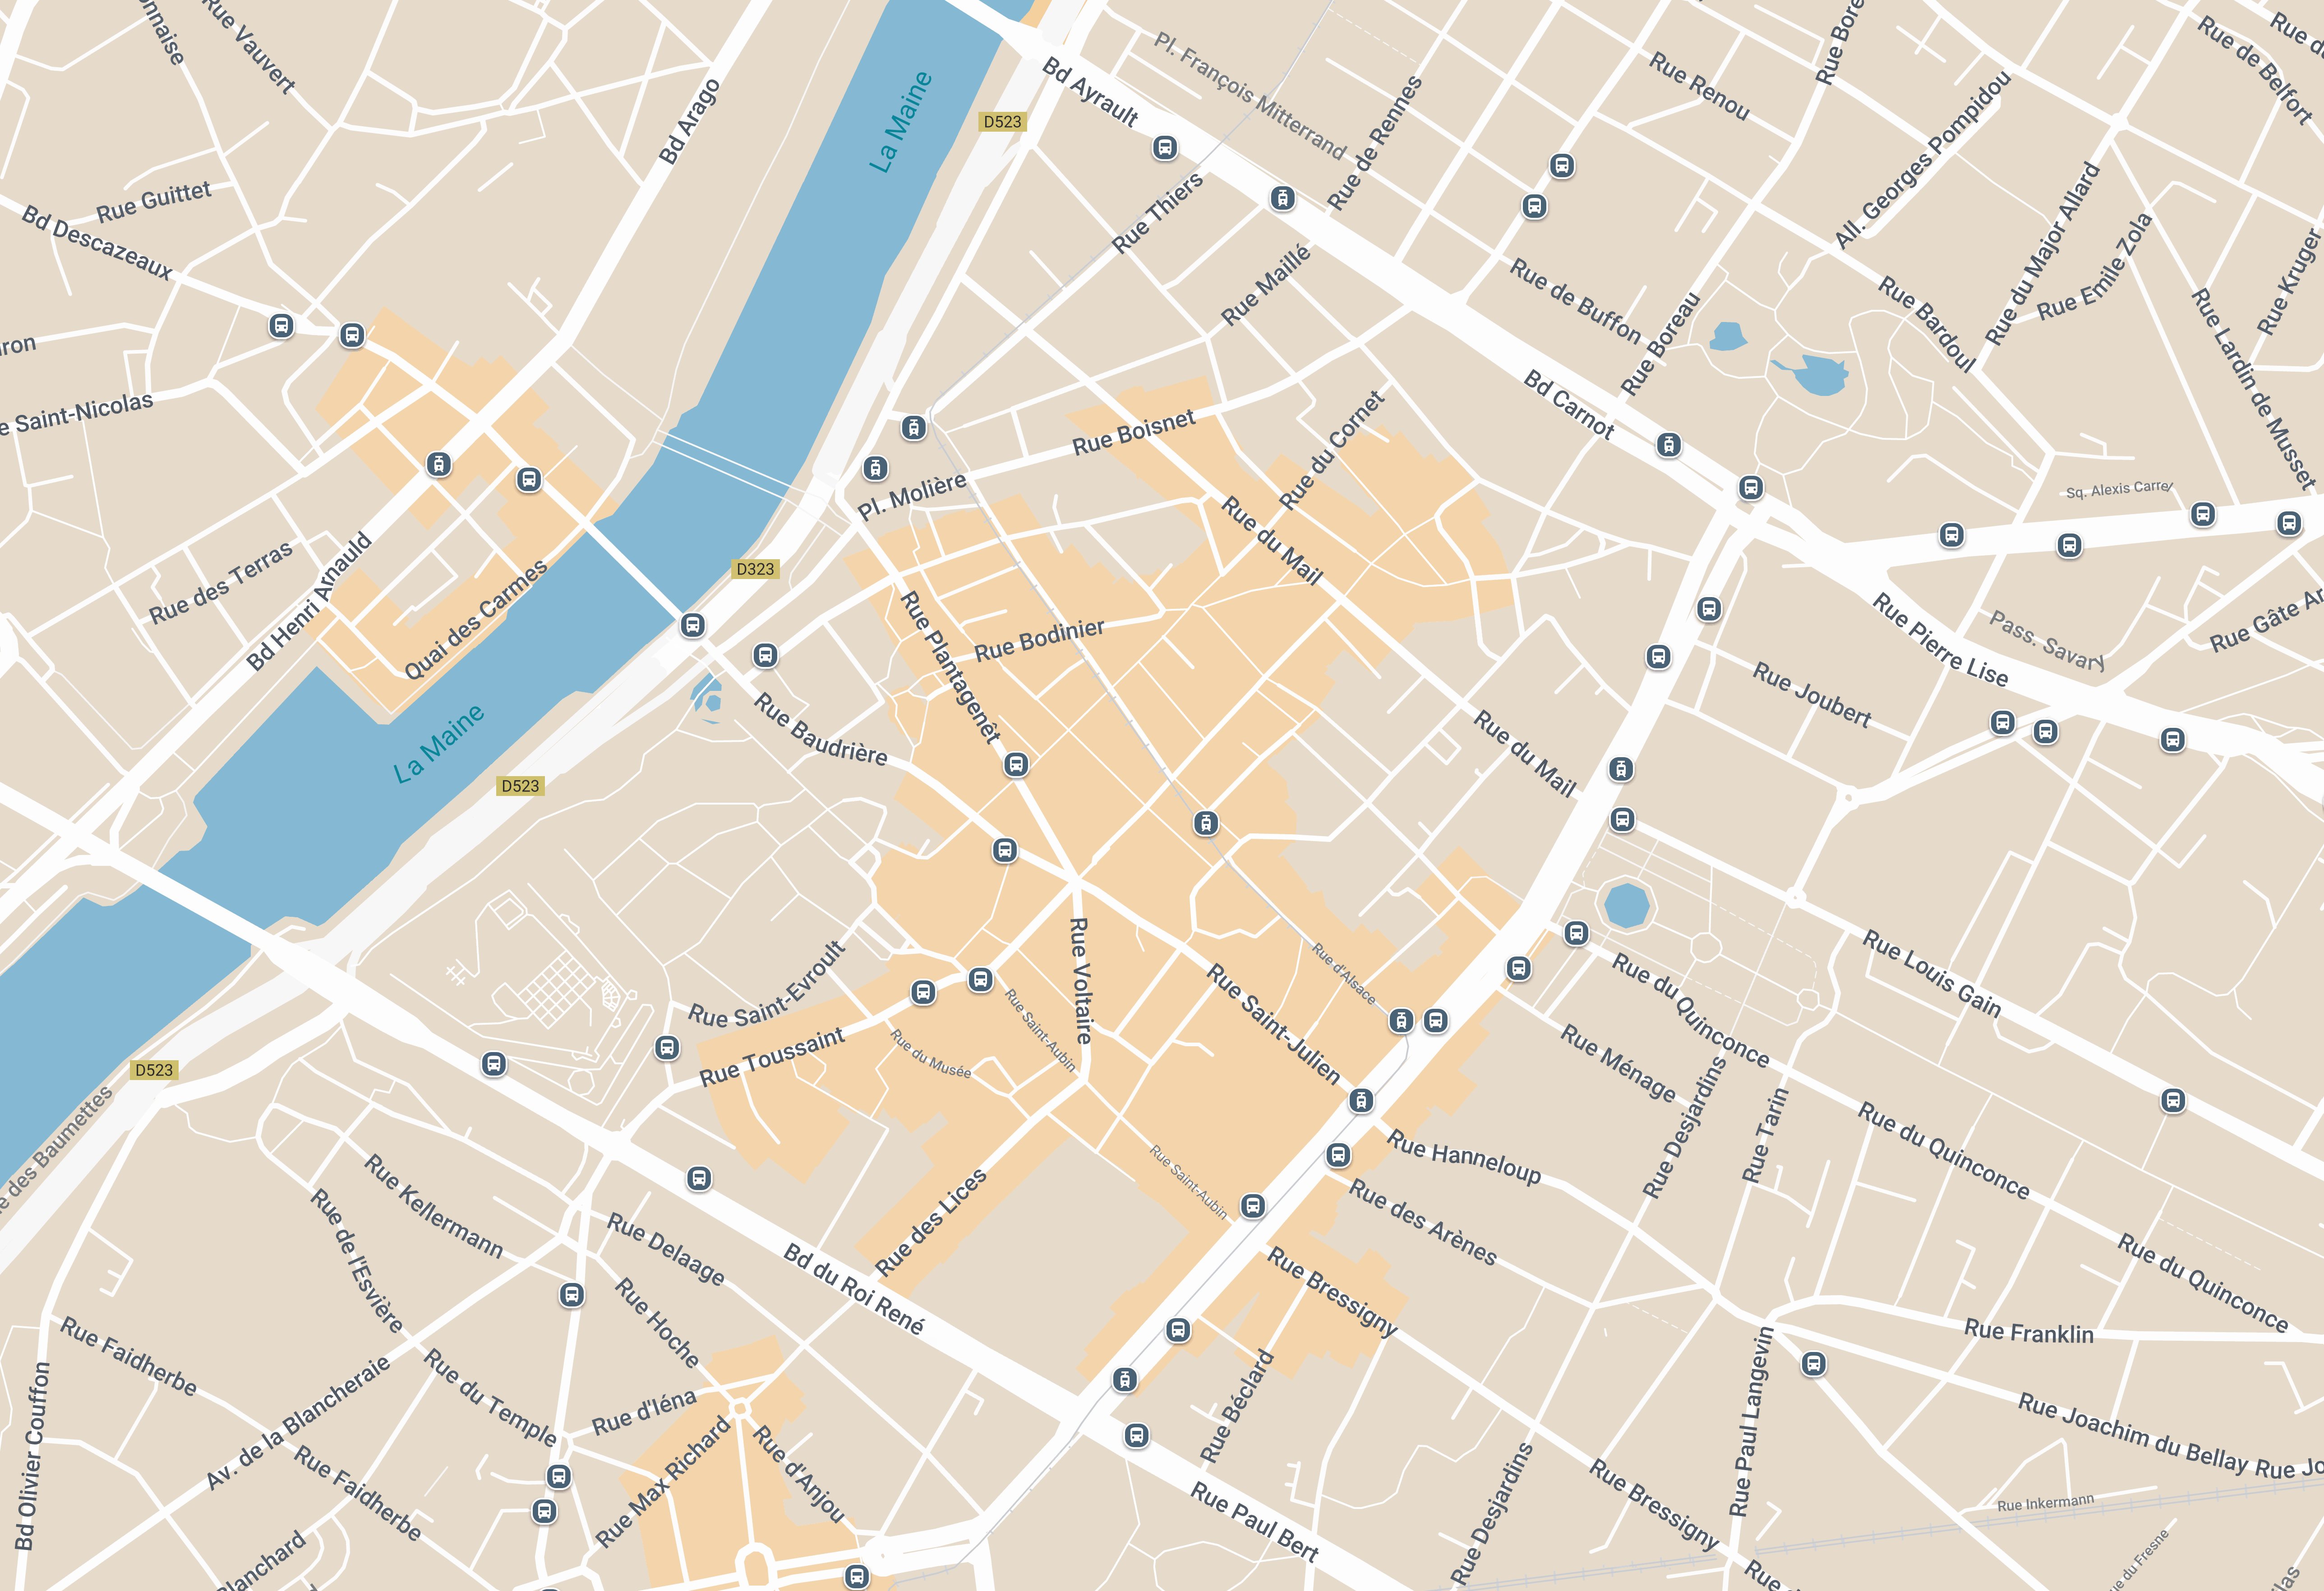 Rue Vauvert
Bd Arago
La Maine
Bd Ayrault
Pl. François Mitterrand
D523
Rue de Rennes
Rue Renou
All. Georges Pompidou
Rue de Belfort
Rue Guittet
Bd Descazeaux
Rue Thiers
Rue Maillé
Rue de Buffon
Rue Boreau
Rue Bardoul
Rue du Major Allard
Rue Emile Zola
Rue Kruger
Rue Lardin de Musset
Saint-Nicolas
Bd Carnot
Rue Boisnet
Rue du Cornet
Pl. Molière
Rue du Mail
Sq. Alexis Carrel
Rue des Terras
Bd Henri Arnauld
Quai des Carmes
D323
Rue Plantagenêt
Rue Bodinier
Rue Pierre Lise
Pass. Savary
Rue Gâte
Rue Joubert
La Maine
Rue Baudrière
Rue du Mail
D523
Rue Voltaire
Rue d'Alsace
Rue Saint-Julien
Rue Saint-Evroult
Rue Toussaint
Rue du Musée
Rue Saint-Aubin
Rue du Quinconce
Rue Louis Gain
Rue Ménage
Rue Desjardins
Rue Tarin
D523
des Baumettes
Rue Kellermann
Rue de l'Esvière
Rue Delaage
Rue Hoche
Bd du Roi René
Rue des Lices
Rue Saint-Aubin
Rue Hanneloup
Rue des Arènes
Rue Bressigny
Rue du Quinconce
Rue du Quinconce
Rue Franklin
Rue Faidherbe
Bd Olivier Couffon
Av. de la Blancheraie
Rue du Temple
Rue d'Iéna
Rue Max Richard
Rue d'Anjou
Rue Béclard
Rue Paul Langevin
Rue Joachim du Bellay
Rue Faidherbe
Rue Paul Bert
Rue Desjardins
Rue Bressigny
Rue Inkermann
du Fresne
Blanchard